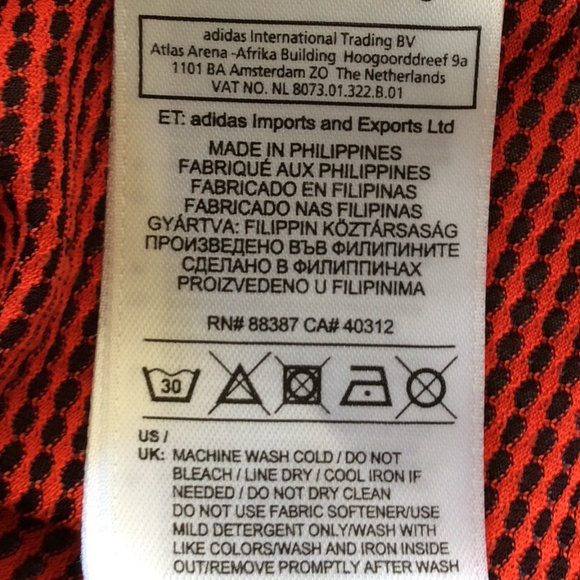 adidas International Trading BV
Atlas Arena -Afrika Building Hoogoorddreef 9a
1101 BA Amsterdam ZO The Netherlands
VAT NO. NL 8073.01.322.B.01
ET: adidas Imports and Exports Ltd
MADE IN PHILIPPINES
FABRIQUÉ AUX PHILIPPINES
FABRICADO EN FILIPINAS
FABRICADO NAS FILIPINAS
GYÁRTVA: FILIPPIN KÖZTÁRSASÁG
ПРОИЗВЕДЕНО ВЪВ ФИЛИПИНИТЕ
СДЕЛАНО В ФИЛИППИНАХ
PROIZVEDENO U FILIPINIMA
RN# 88387 CA# 40312
30
US /
UK: MACHINE WASH COLD / DO NOT
BLEACH / LINE DRY / COOL IRON IF
NEEDED / DO NOT DRY CLEAN
DO NOT USE FABRIC SOFTENER/USE
MILD DETERGENT ONLY/WASH WITH
LIKE COLORS/WASH AND IRON INSIDE
OUT/REMOVE PROMPTLY AFTER WASH